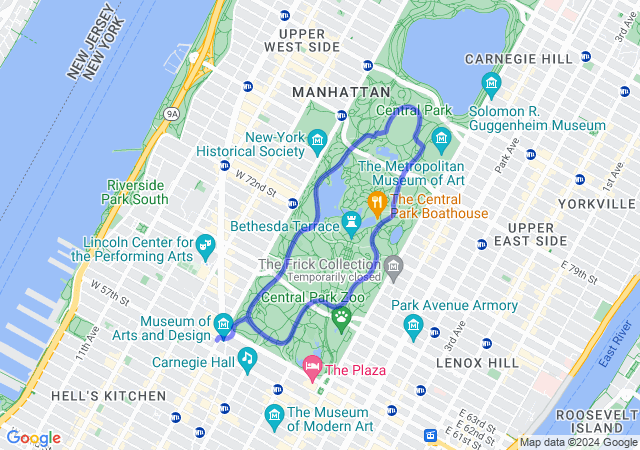 NEW JERSEY
NEW YORK
UPPER
WEST SIDE
CARNEGIE HILL
3rd Ave
MANHATTAN
9A
Central Park
Solomon R.
Guggenheim Museum
New-York
Historical Society
Park Ave
1st Ave
The Metropolitan
Museum of Art
W 72nd St
Riverside
Park South
The Central
Park Boathouse
YORKVILLE
Bethesda Terrace
UPPER
EAST SIDE
Lincoln Center for
the Performing Arts
The Frick Collection
Temporarily closed
E 79th St
W 57th St
Central Park Zoo
Park Avenue Armory
Museum of
Arts and Design
11th Ave
3rd Ave
East River
Carnegie Hall
The Plaza
LENOX HILL
HELL'S KITCHEN
The Museum
of Modern Art
E 63rd St
E 62nd St
E 61st St
ROOSEVELT
ISLAND
Google
Map data ©2024 Google